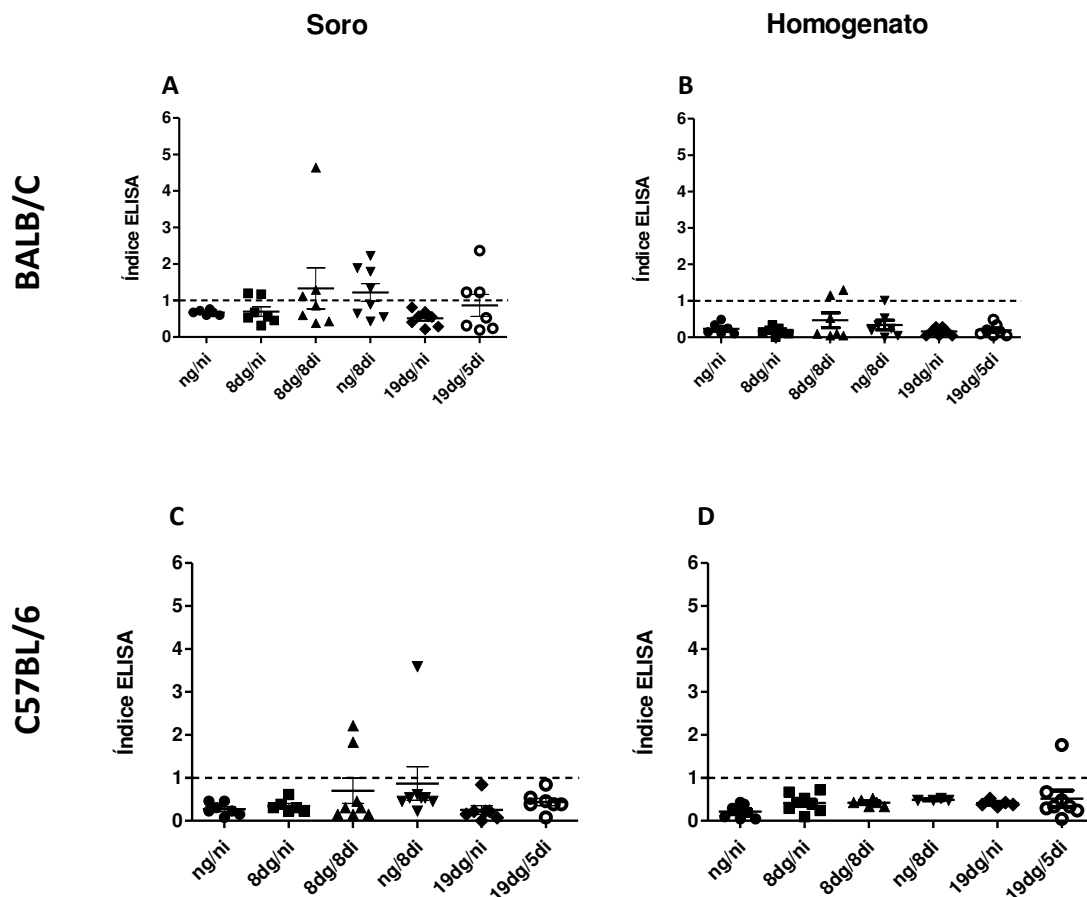 Soro
Homogenato
BALB/C
A
Índice ELISA
6
5
4
3
2
1
0
ng/ni
8dg/ni
8dg/8di
ng/8di
19dg/ni
19dg/5di
B
Índice ELISA
6
5
4
3
2
1
0
ng/ni
8dg/ni
8dg/8di
ng/8di
19dg/ni
19dg/5di
C57BL/6
C
Índice ELISA
6
5
4
3
2
1
0
ng/ni
8dg/ni
8dg/8di
ng/8di
19dg/ni
19dg/5di
D
Índice ELISA
6
5
4
3
2
1
0
ng/ni
8dg/ni
8dg/8di
ng/8di
19dg/ni
19dg/5di